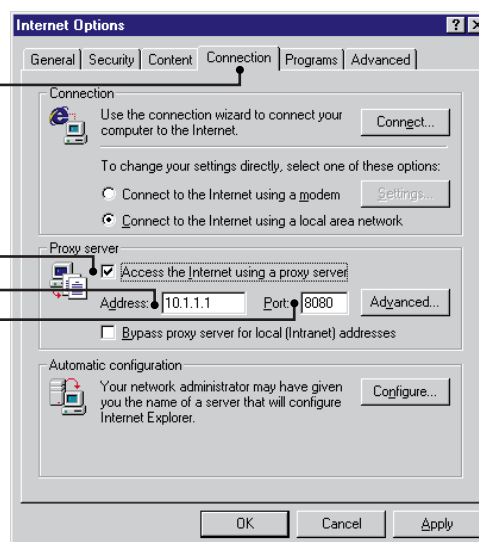 Internet Options
General Security Content Connection Programs Advanced
Connection
Use the connection wizard to connect your
computer to the Internet.
Connect...
To change your settings directly, select one of these options:
Connect to the Internet using a modem
Settings...
Connect to the Internet using a local area network
Proxy server
Access the Internet using a proxy server
Address: 10.1.1.1 Port: 8080 Advanced...
Bypass proxy server for local (Intranet) addresses
Automatic configuration
Your network administrator may have given
you the name of a server that will configure
Internet Explorer.
Configure...
OK Cancel Apply